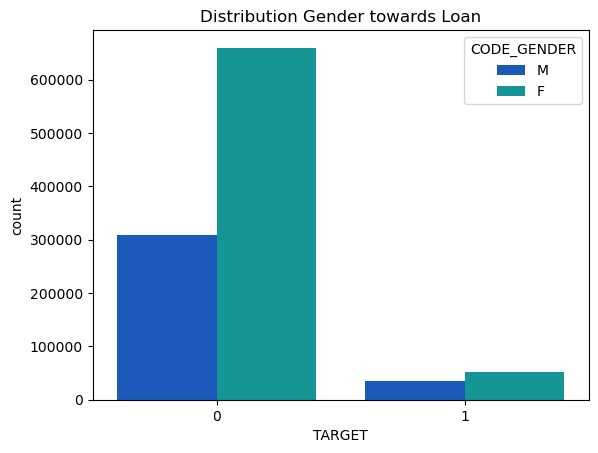 Distribution Gender towards Loan
CODE_GENDER
M
F
600000
500000
400000
300000
200000
100000
0
count
0
1
TARGET